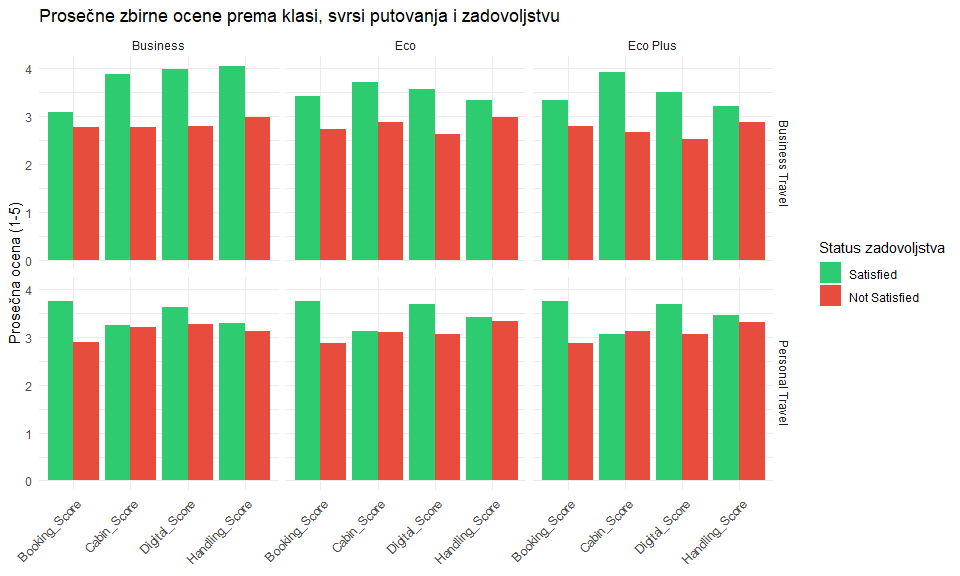 Prosečne zbirne ocene prema klasi, svrsi putovanja i zadovoljstvu
Business
Eco
Eco Plus
Prosečna ocena (1-5)
4
3
2
1
0
Business Travel
4
3
2
1
0
Personal Travel
Booking_Score
Cabin_Score
Digital_Score
Handling_Score
Booking_Score
Cabin_Score
Digital_Score
Handling_Score
Booking_Score
Cabin_Score
Digital_Score
Handling_Score
Status zadovoljstva
Satisfied
Not Satisfied